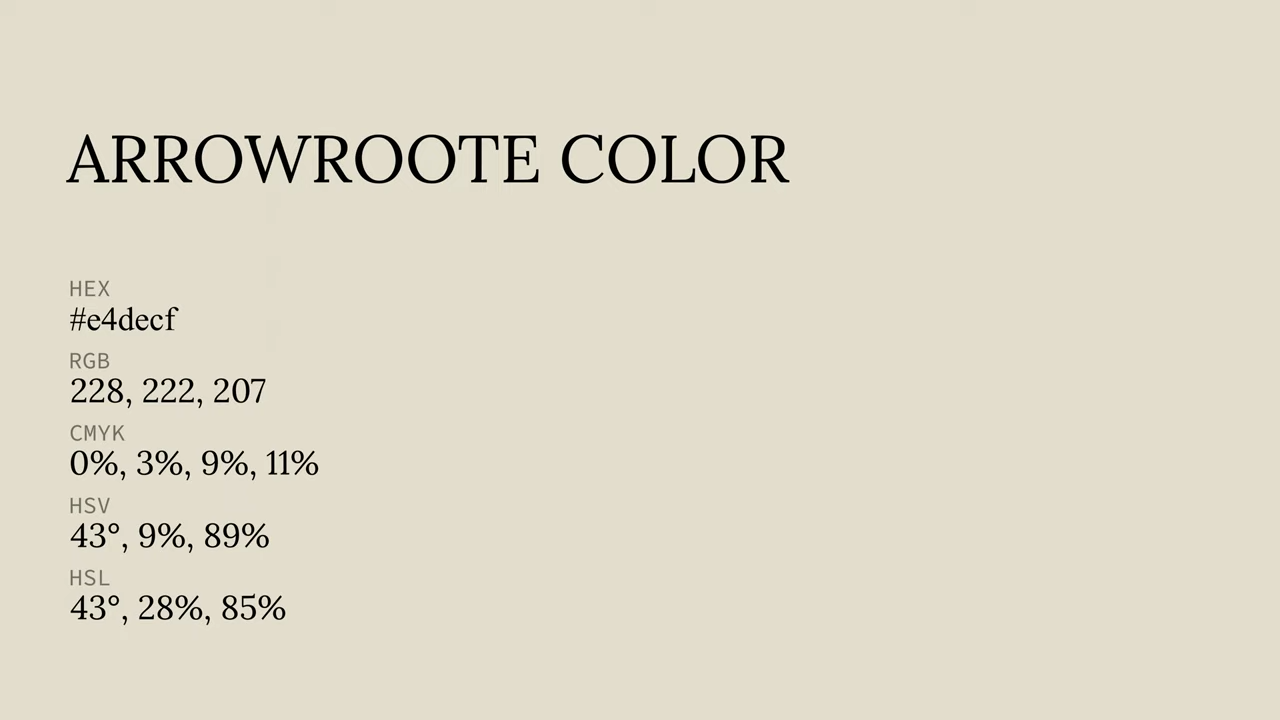 ARROWROOTE COLOR
HEX
#e4decf
RGB
228, 222, 207
CMYK
0%, 3%, 9%, 11%
HSV
43°, 9%, 89%
HSL
43°, 28%, 85%